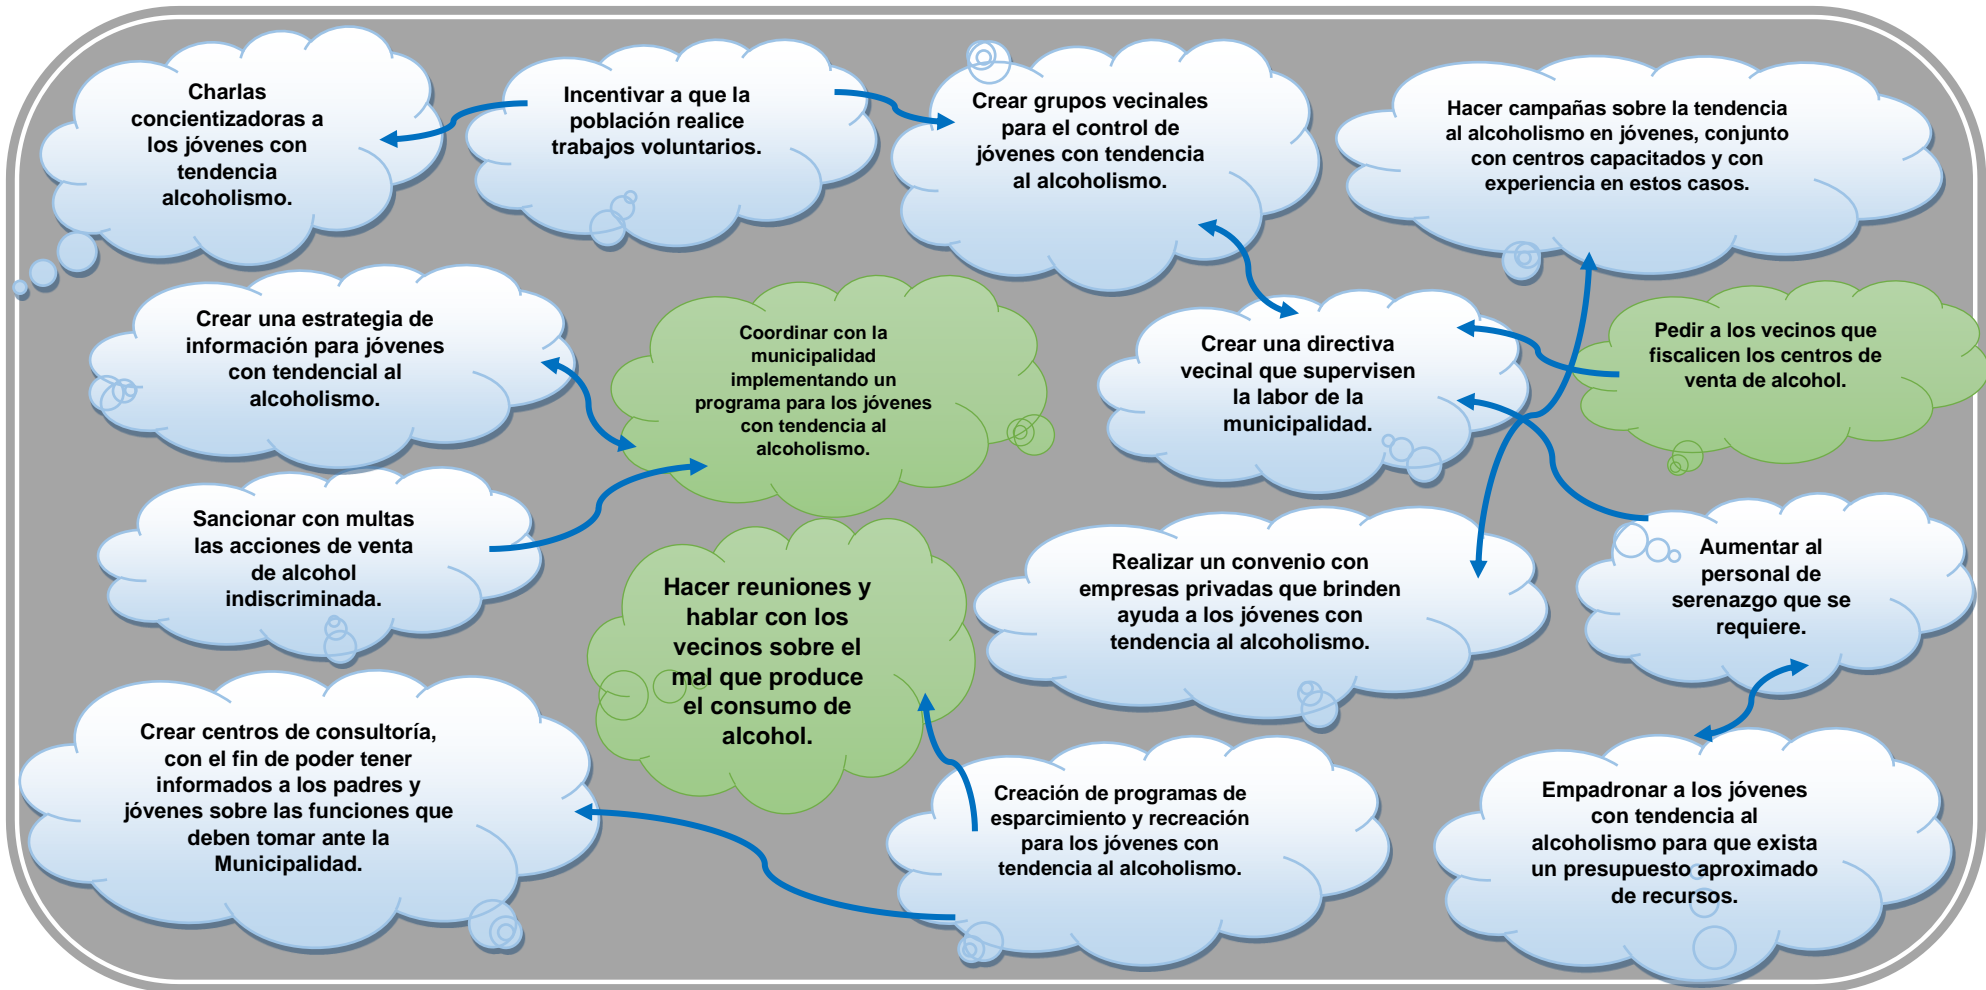 Charlas
concientizadoras a
los jóvenes con
tendencia
alcoholismo.
Incentivar a que la
población realice
trabajos voluntarios.
Crear grupos vecinales
para el control de
jóvenes con tendencia
al alcoholismo.
Hacer campañas sobre la tendencia
al alcoholismo en jóvenes, conjunto
con centros capacitados y con
experiencia en estos casos.
Crear una estrategia de
información para jóvenes
con tendencial al
alcoholismo.
Coordinar con la
municipalidad
implementando un
programa para los jóvenes
con tendencia al
alcoholismo.
Crear una directiva
vecinal que supervisen
la labor de la
municipalidad.
Pedir a los vecinos que
fiscalicen los centros de
venta de alcohol.
Sancionar con multas
las acciones de venta
de alcohol
indiscriminada.
Hacer reuniones y
hablar con los
vecinos sobre el
mal que produce
el consumo de
alcohol.
Realizar un convenio con
empresas privadas que brinden
ayuda a los jóvenes con
tendencia al alcoholismo.
Aumentar al
personal de
serenazgo que se
requiere.
Crear centros de consultoría,
con el fin de poder tener
informados a los padres y
jóvenes sobre las funciones que
deben tomar ante la
Municipalidad.
Creación de programas de
esparcimiento y recreación
para los jóvenes con
tendencia al alcoholismo.
Empadronar a los jóvenes
con tendencia al
alcoholismo para que exista
un presupuesto aproximado
de recursos.